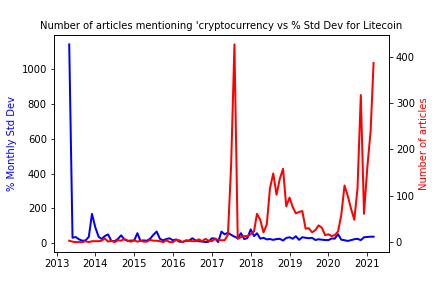 Number of articles mentioning 'cryptocurrency vs % Std Dev for Litecoin
% Monthly Std Dev
1000
800
600
400
200
0
400
300
200
100
0
Number of articles
2013 2014 2015 2016 2017 2018 2019 2020 2021